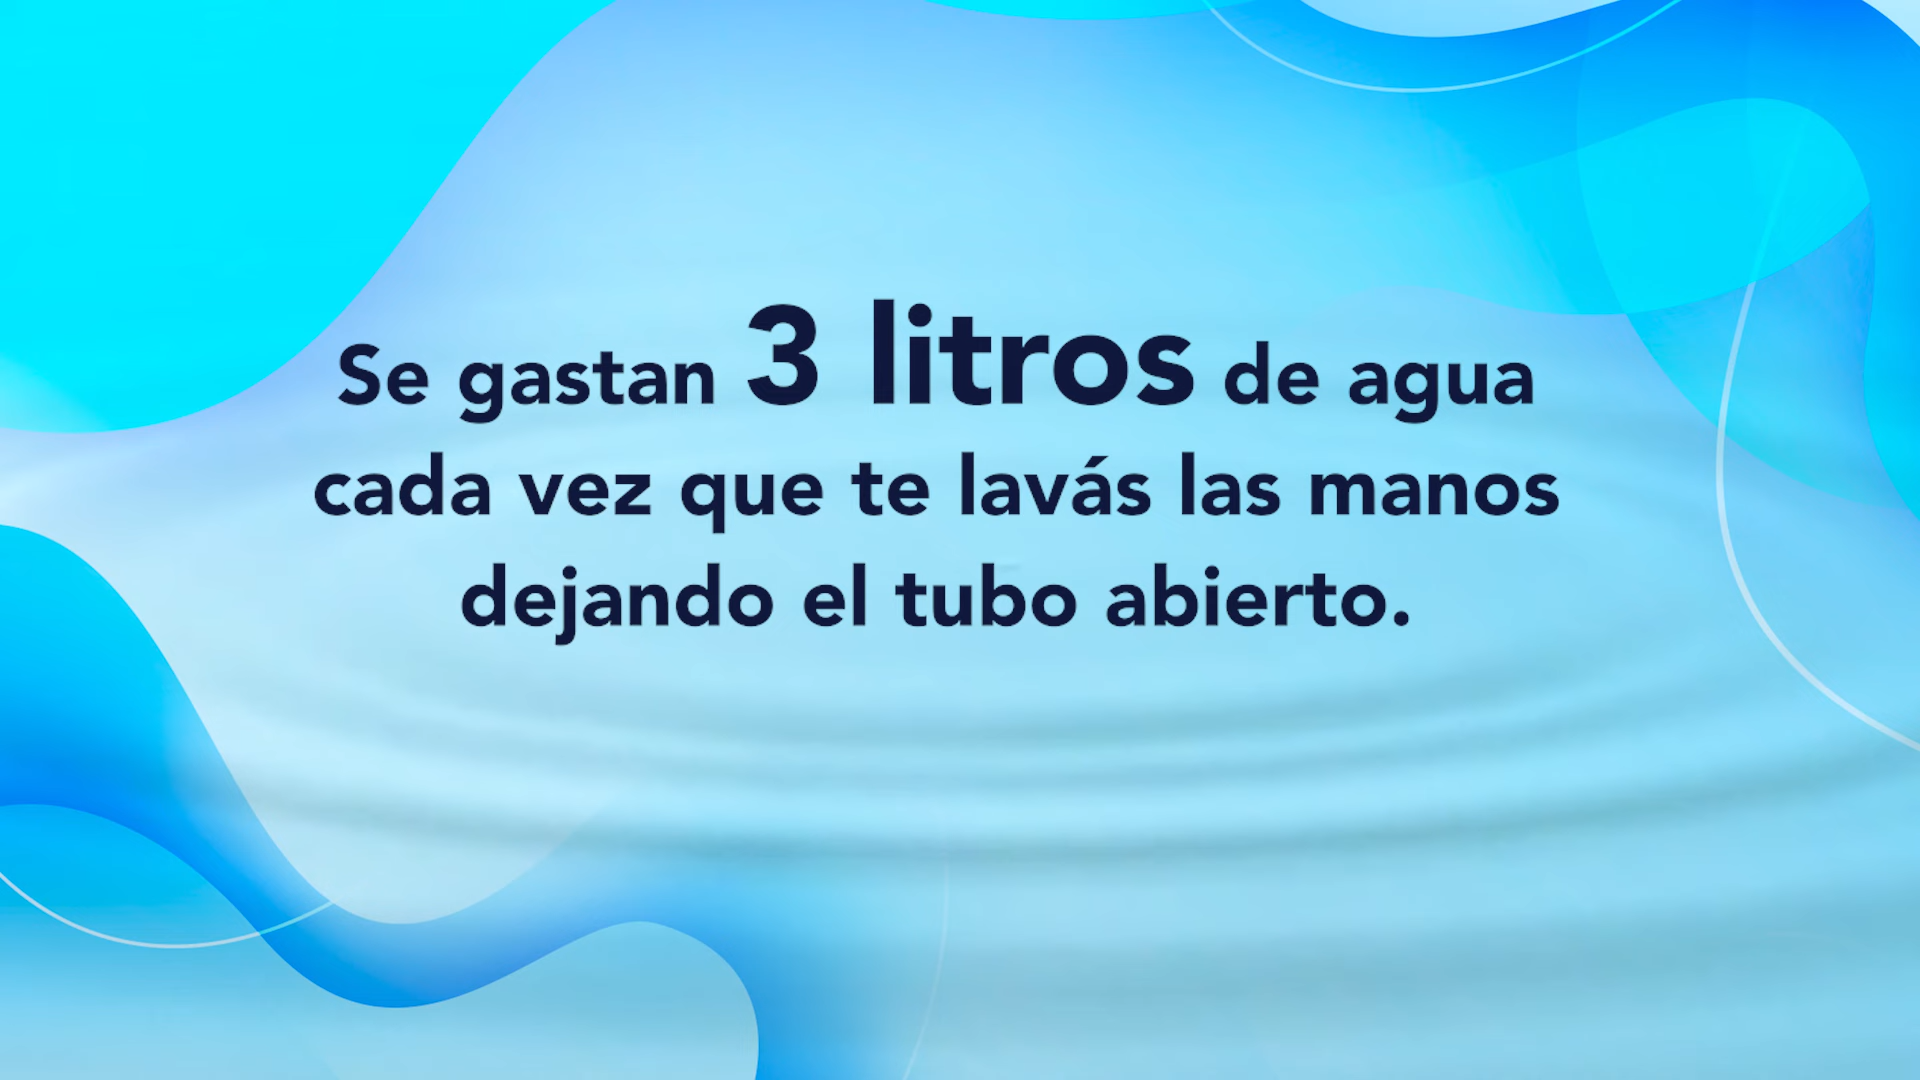 Se gastan 3 litros de agua
cada vez que te lavás las manos
dejando el tubo abierto.